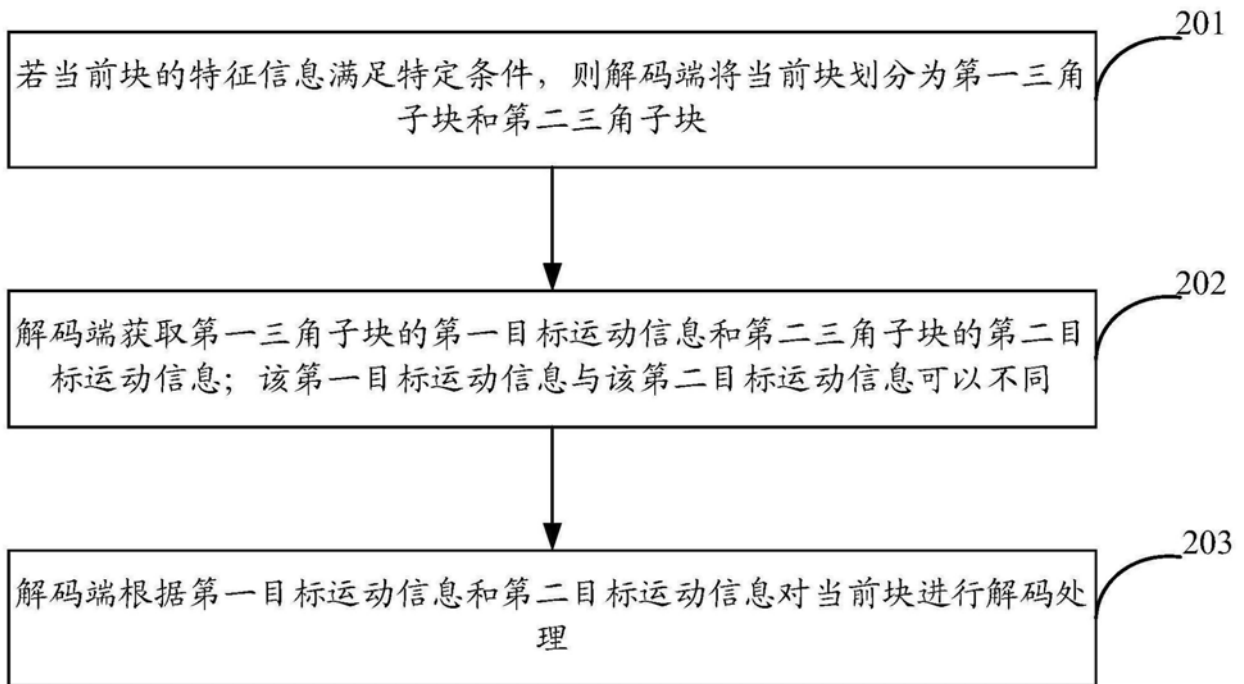 201
若当前块的特征信息满足特定条件，则解码端将当前块划分为第一三角
子块和第二三角子块
202
解码端获取第一三角子块的第一目标运动信息和第二三角子块的第二目
标运动信息；该第一目标运动信息与该第二目标运动信息可以不同
203
解码端根据第一目标运动信息和第二目标运动信息对当前块进行解码处
理